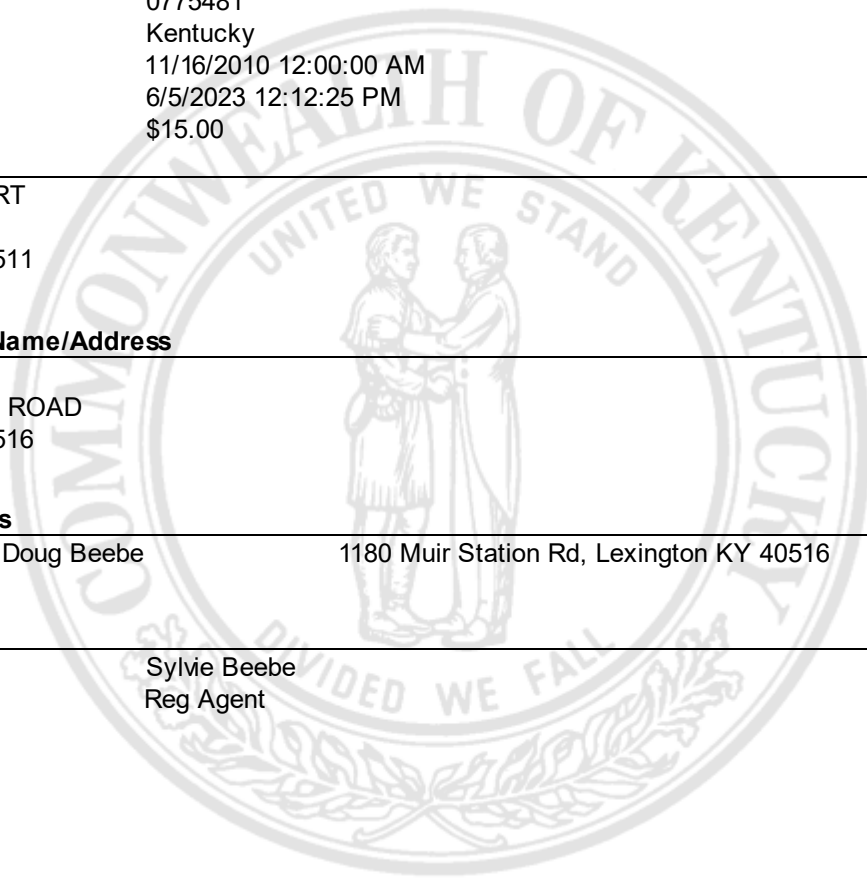 0775481
Kentucky
11/16/2010 12:00:00 AM
6/5/2023 12:12:25 PM
$15.00
RT
511
Name/Address
ROAD
516
s
Doug Beebe 1180 Muir Station Rd, Lexington KY 40516
Sylvie Beebe
Reg Agent
COMMONWEALTH OF KENTUCKY
UNITED WE STAND
DIVIDED WE FALL